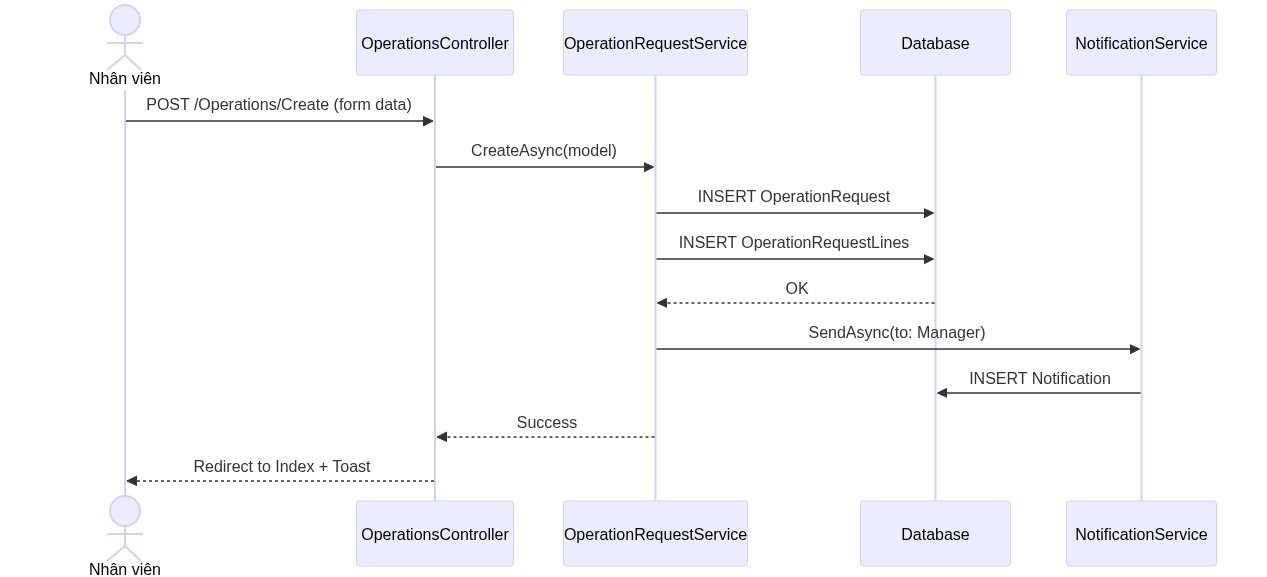 Nhân viên
OperationsController
OperationRequestService
Database
NotificationService
POST /Operations/Create (form data)
CreateAsync(model)
INSERT OperationRequest
INSERT OperationRequestLines
OK
SendAsync(to: Manager)
INSERT Notification
Success
Redirect to Index + Toast
Nhân viên
OperationsController
OperationRequestService
Database
NotificationService